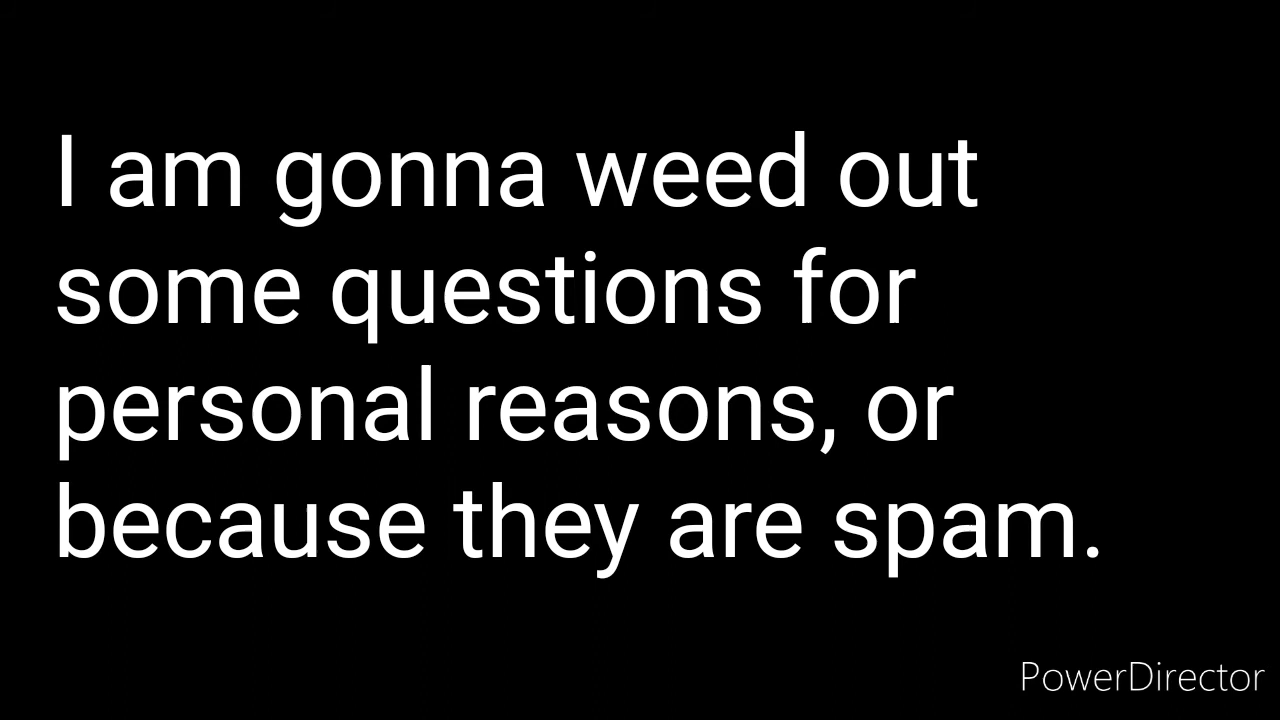 I am gonna weed out
some questions for
personal reasons, or
because they are spam.
PowerDirector